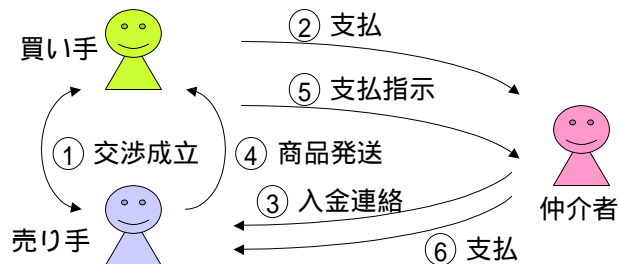 買い手
② 支払
⑤ 支払指示
① 交渉成立
④ 商品発送
③ 入金連絡
仲介者
売り手
⑥ 支払